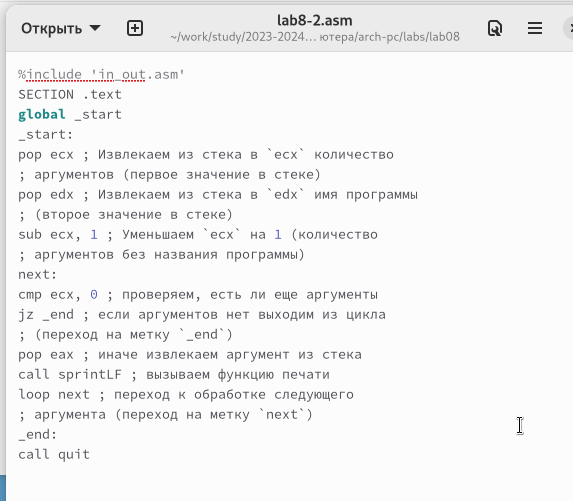 Открыть
lab8-2.asm
~/work/study/2023-2024… ютера/arch-pc/labs/lab08
%include 'in_out.asm'
SECTION .text
global _start
_start:
pop ecx ; Извлекаем из стека в `ecx` количество
; аргументов (первое значение в стеке)
pop edx ; Извлекаем из стека в `edx` имя программы
; (второе значение в стеке)
sub ecx, 1 ; Уменьшаем `ecx` на 1 (количество
; аргументов без названия программы)
next:
cmp ecx, 0 ; проверяем, есть ли еще аргументы
jz _end ; если аргументов нет выходим из цикла
; (переход на метку `_end`)
pop eax ; иначе извлекаем аргумент из стека
call sprintLF ; вызываем функцию печати
loop next ; переход к обработке следующего
; аргумента (переход на метку `next`)
_end:
call quit